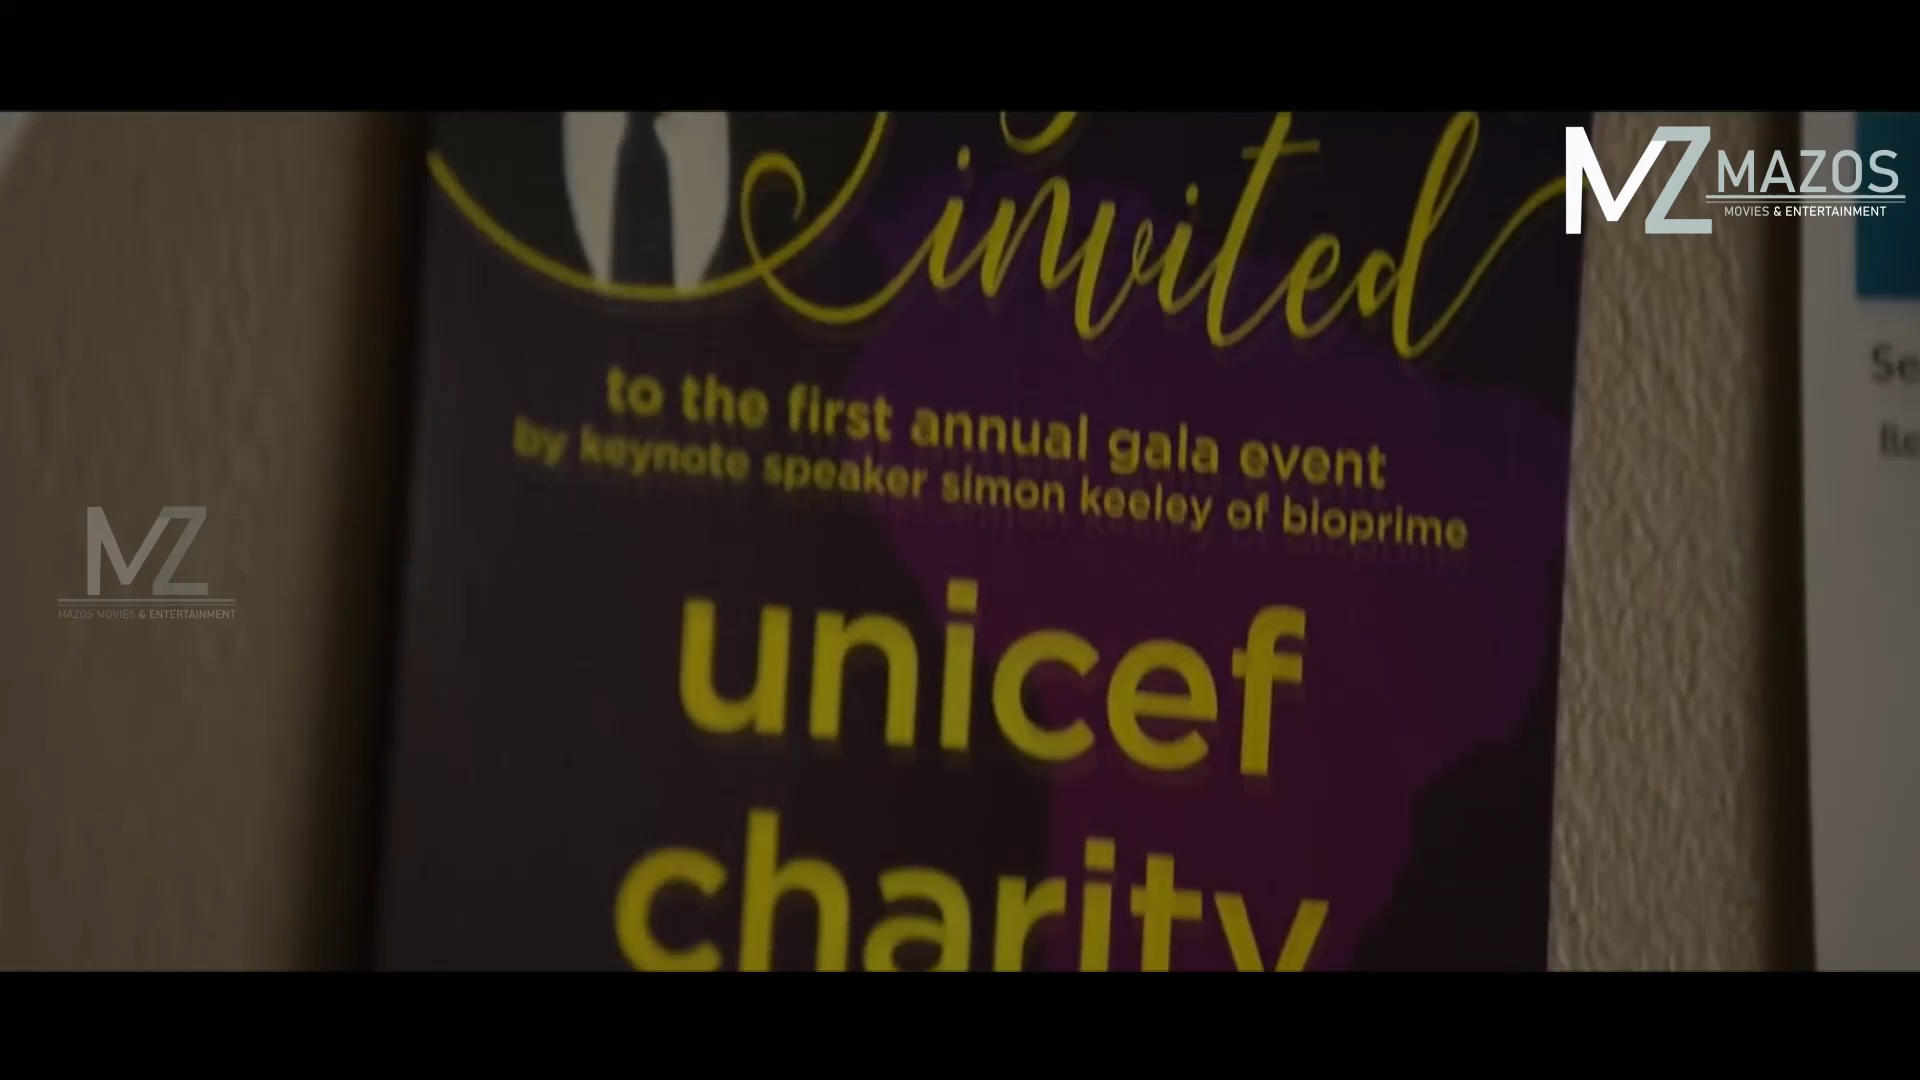 invited
to the first annual gala event
by keynote speaker simon keeley of bioprime
unicef
charity
MZ MAZOS
MOVIES & ENTERTAINMENT
MZ
MAZOS MOVIES & ENTERTAINMENT
Se